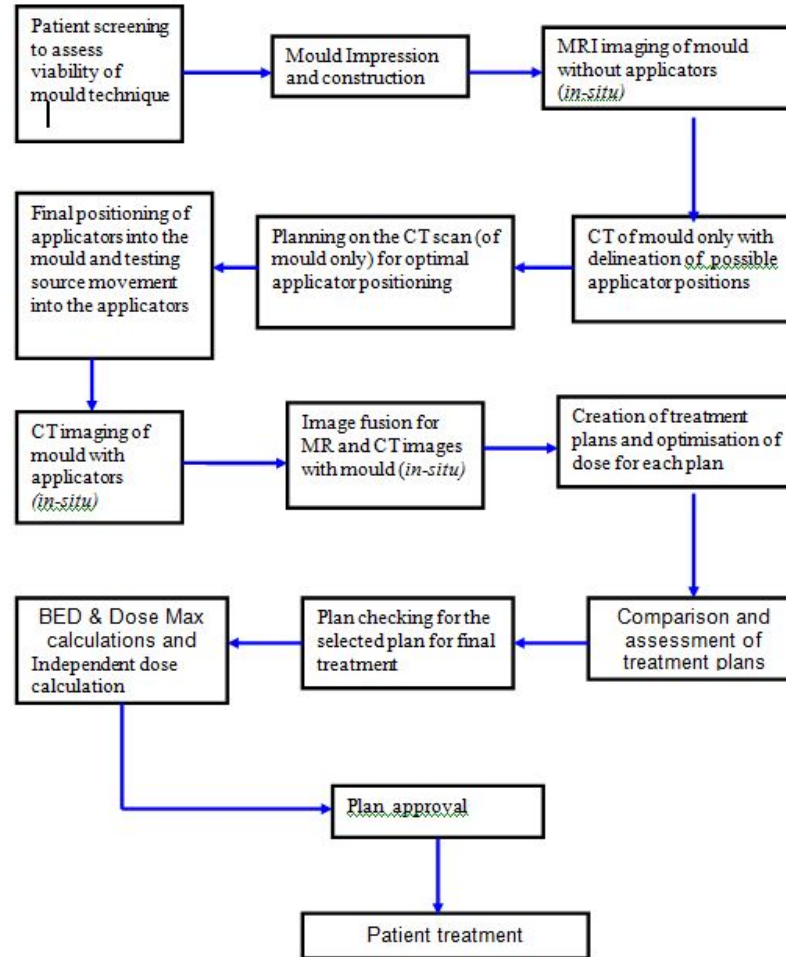 Patient screening
to assess
viability of
mould technique
Mould Impression
and construction
MRI imaging of mould
without applicators
(in-situ)
Final positioning of
applicators into the
mould and testing
source movement
into the applicators
Planning on the CT scan (of
mould only) for optimal
applicator positioning
CT of mould only with
delineation of possible
applicator positions
CT imaging of
mould with
applicators
(in-situ)
Image fusion for
MR and CT images
with mould (in-situ)
Creation of treatment
plans and optimisation of
dose for each plan
BED & Dose Max
calculations and
Independent dose
calculation
Plan checking for the
selected plan for final
treatment
Comparison and
assessment of
treatment plans
Plan approval
Patient treatment